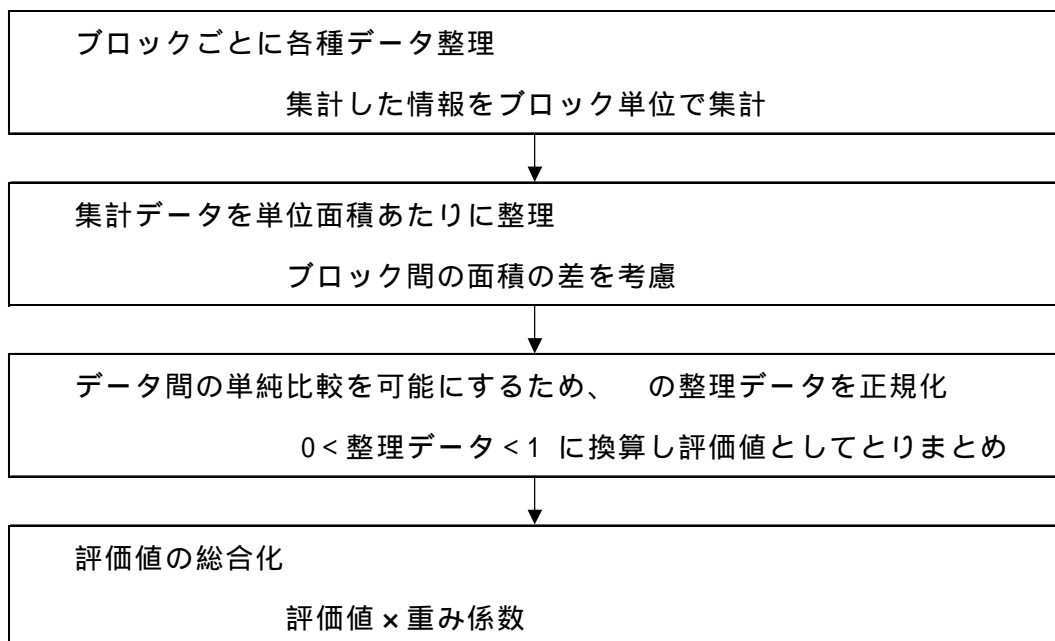 ブロックごとに各種データ整理
集計した情報をブロック単位で集計
集計データを単位面積あたりに整理
ブロック間の面積の差を考慮
データ間の単純比較を可能にするため、　の整理データを正規化
0<整理データ<1 に換算し評価値としてとりまとめ
評価値の総合化
評価値×重み係数